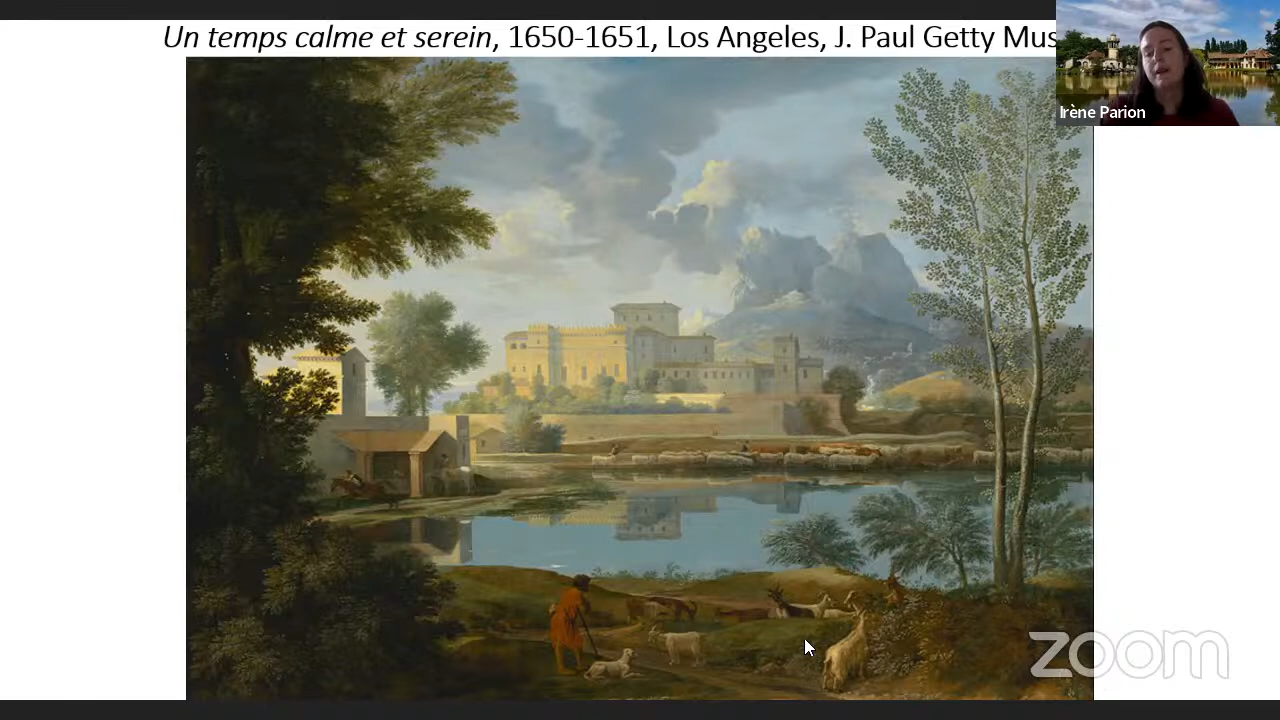 Un temps calme et serein, 1650-1651, Los Angeles, J. Paul Getty Mus
Irène Parion
zoom